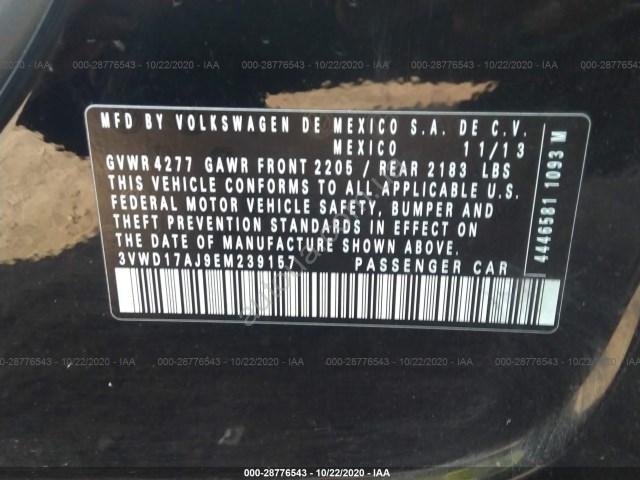 000-28776543 - 10/22/2020 - IAA 000-28776543 - 10/22/2020 - IAA 000-28776543 - 10/22/2020 - IAA
MFD BY VOLKSWAGEN DE MEXICO S.A. DE C.V.
MEXICO 11/13
GVWR 4277 GAWR FRONT 2205 / REAR 2183 LBS
THIS VEHICLE CONFORMS TO ALL APPLICABLE U.S.
FEDERAL MOTOR VEHICLE SAFETY, BUMPER AND
THEFT PREVENTION STANDARDS IN EFFECT ON
THE DATE OF MANUFACTURE SHOWN ABOVE.
3VWD17AJ9EM239157 PASSENGER CAR
4446581 1093 M
000-28776543 - 10/22/2020 - IAA 000-28776543 - 10/22/2020 - IAA 000-28776543 - 10/22/2020 - IAA
000-28776543 - 10/22/2020 - IAA